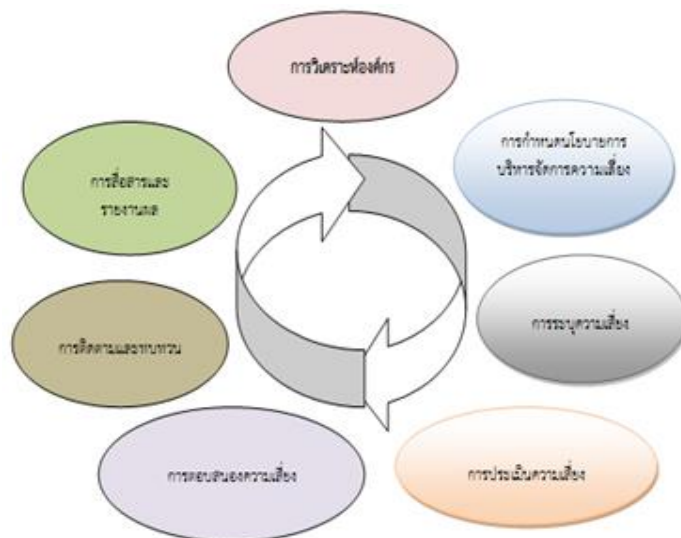 การวิเคราะห์องค์กร
การกำหนดนโยบายการ
บริหารจัดการความเสี่ยง
การระบุความเสี่ยง
การประเมินความเสี่ยง
การตอบสนองความเสี่ยง
การติดตามและทบทวน
การสื่อสารและ
รายงานผล